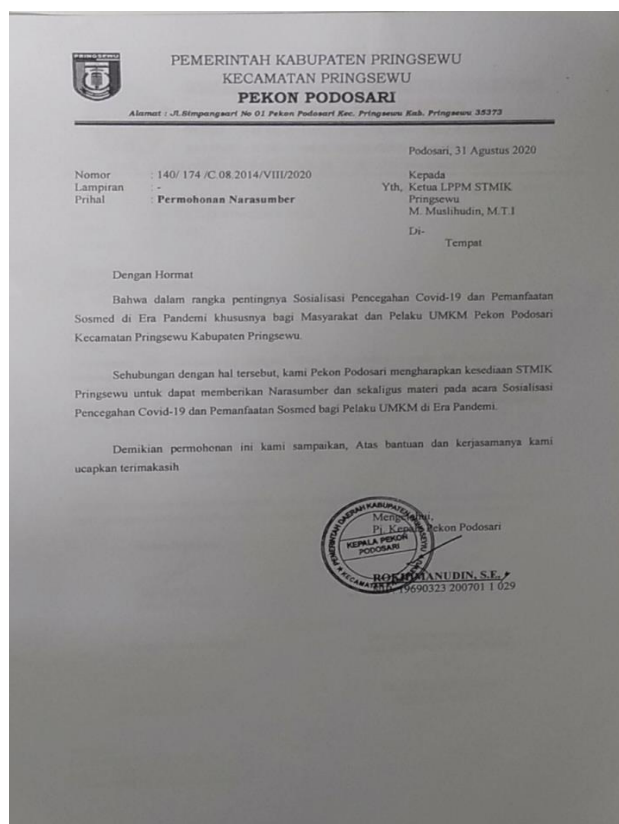 PRINGSEWU
PEMERINTAH KABUPATEN PRINGSEWU
KECAMATAN PRINGSEWU
PEKON PODOSARI
Alamat : Jl.Simpangsari No 01 Pekon Podosari Kec. Pringsewu Kab. Pringsewu 35373
Podosari, 31 Agustus 2020
Nomor : 140/ 174 /C.08.2014/VIII/2020
Lampiran : -
Prihal : Permohonan Narasumber
Kepada
Yth, Ketua LPPM STMIK
Pringsewu
M. Muslihudin, M.T.I
Di-
Tempat
Dengan Hormat
Bahwa dalam rangka pentingnya Sosialisasi Pencegahan Covid-19 dan Pemanfaatan
Sosmed di Era Pandemi khususnya bagi Masyarakat dan Pelaku UMKM Pekon Podosari
Kecamatan Pringsewu Kabupaten Pringsewu.
Sehubungan dengan hal tersebut, kami Pekon Podosari mengharapkan kesediaan STMIK
Pringsewu untuk dapat memberikan Narasumber dan sekaligus materi pada acara Sosialisasi
Pencegahan Covid-19 dan Pemanfaatan Sosmed bagi Pelaku UMKM di Era Pandemi.
Demikian permohonan ini kami sampaikan, Atas bantuan dan kerjasamanya kami
ucapkan terimakasih
Mengetahui,
Pj. Kepala Pekon Podosari
PEMERINTAH DAERAH KABUPATEN PRINGSEWU
KEPALA PEKON
PODOSARI
19690323 200701 1 029